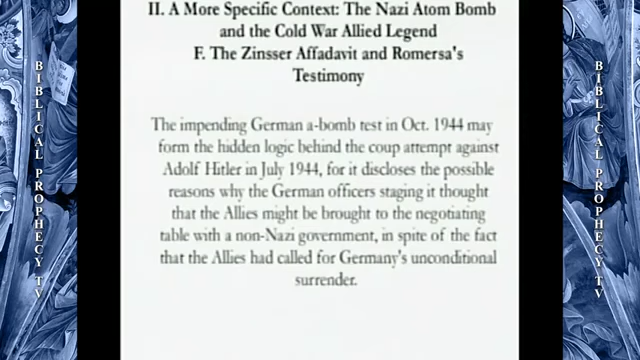 II. A More Specific Context: The Nazi Atom Bomb
and the Cold War Allied Legend
F. The Zinsser Affadavit and Romersa's
Testimony
The impending German a-bomb test in Oct. 1944 may
form the hidden logic behind the coup attempt against
Adolf Hitler in July 1944, for it discloses the possible
reasons why the German officers staging it thought
that the Allies might be brought to the negotiating
table with a non-Nazi government, in spite of the fact
that the Allies had called for Germany's unconditional
surrender.
BIBLICAL PROPHECY TV
BIBLICAL PROPHECY TV